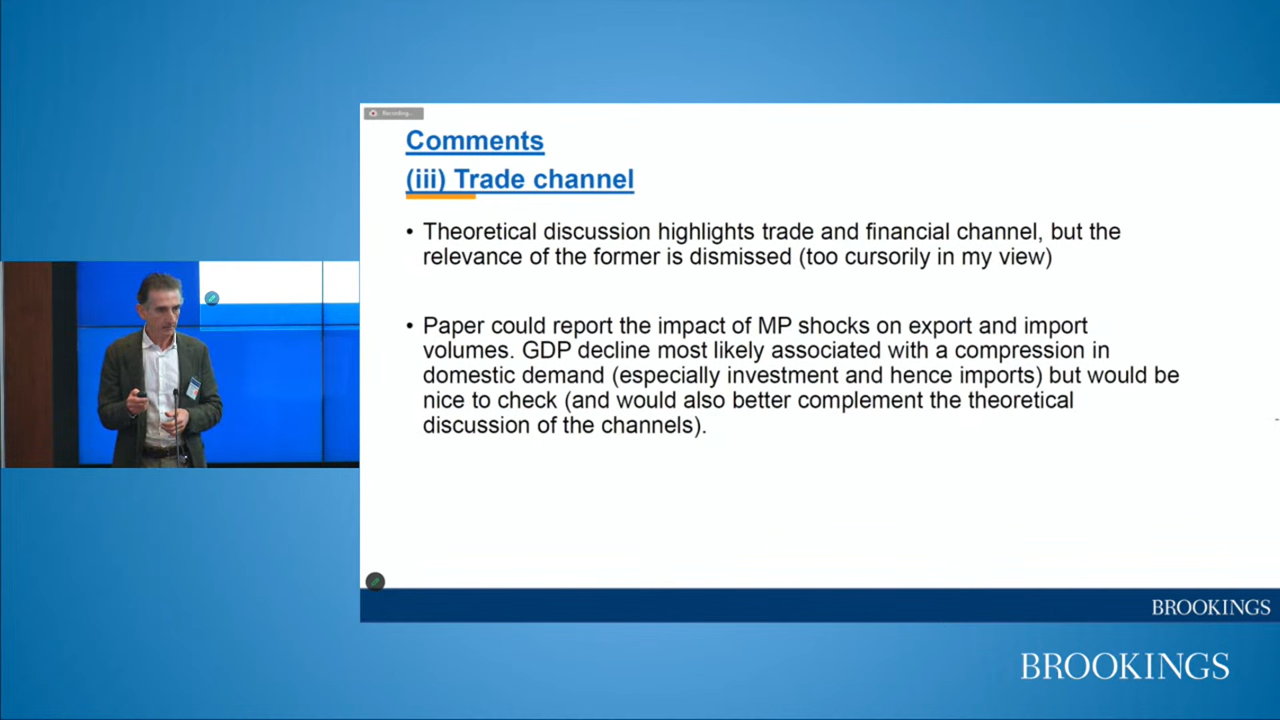 Recording...
Comments
(iii) Trade channel
• Theoretical discussion highlights trade and financial channel, but the
relevance of the former is dismissed (too cursorily in my view)
• Paper could report the impact of MP shocks on export and import
volumes. GDP decline most likely associated with a compression in
domestic demand (especially investment and hence imports) but would be
nice to check (and would also better complement the theoretical
discussion of the channels).
BROOKINGS
BROOKINGS